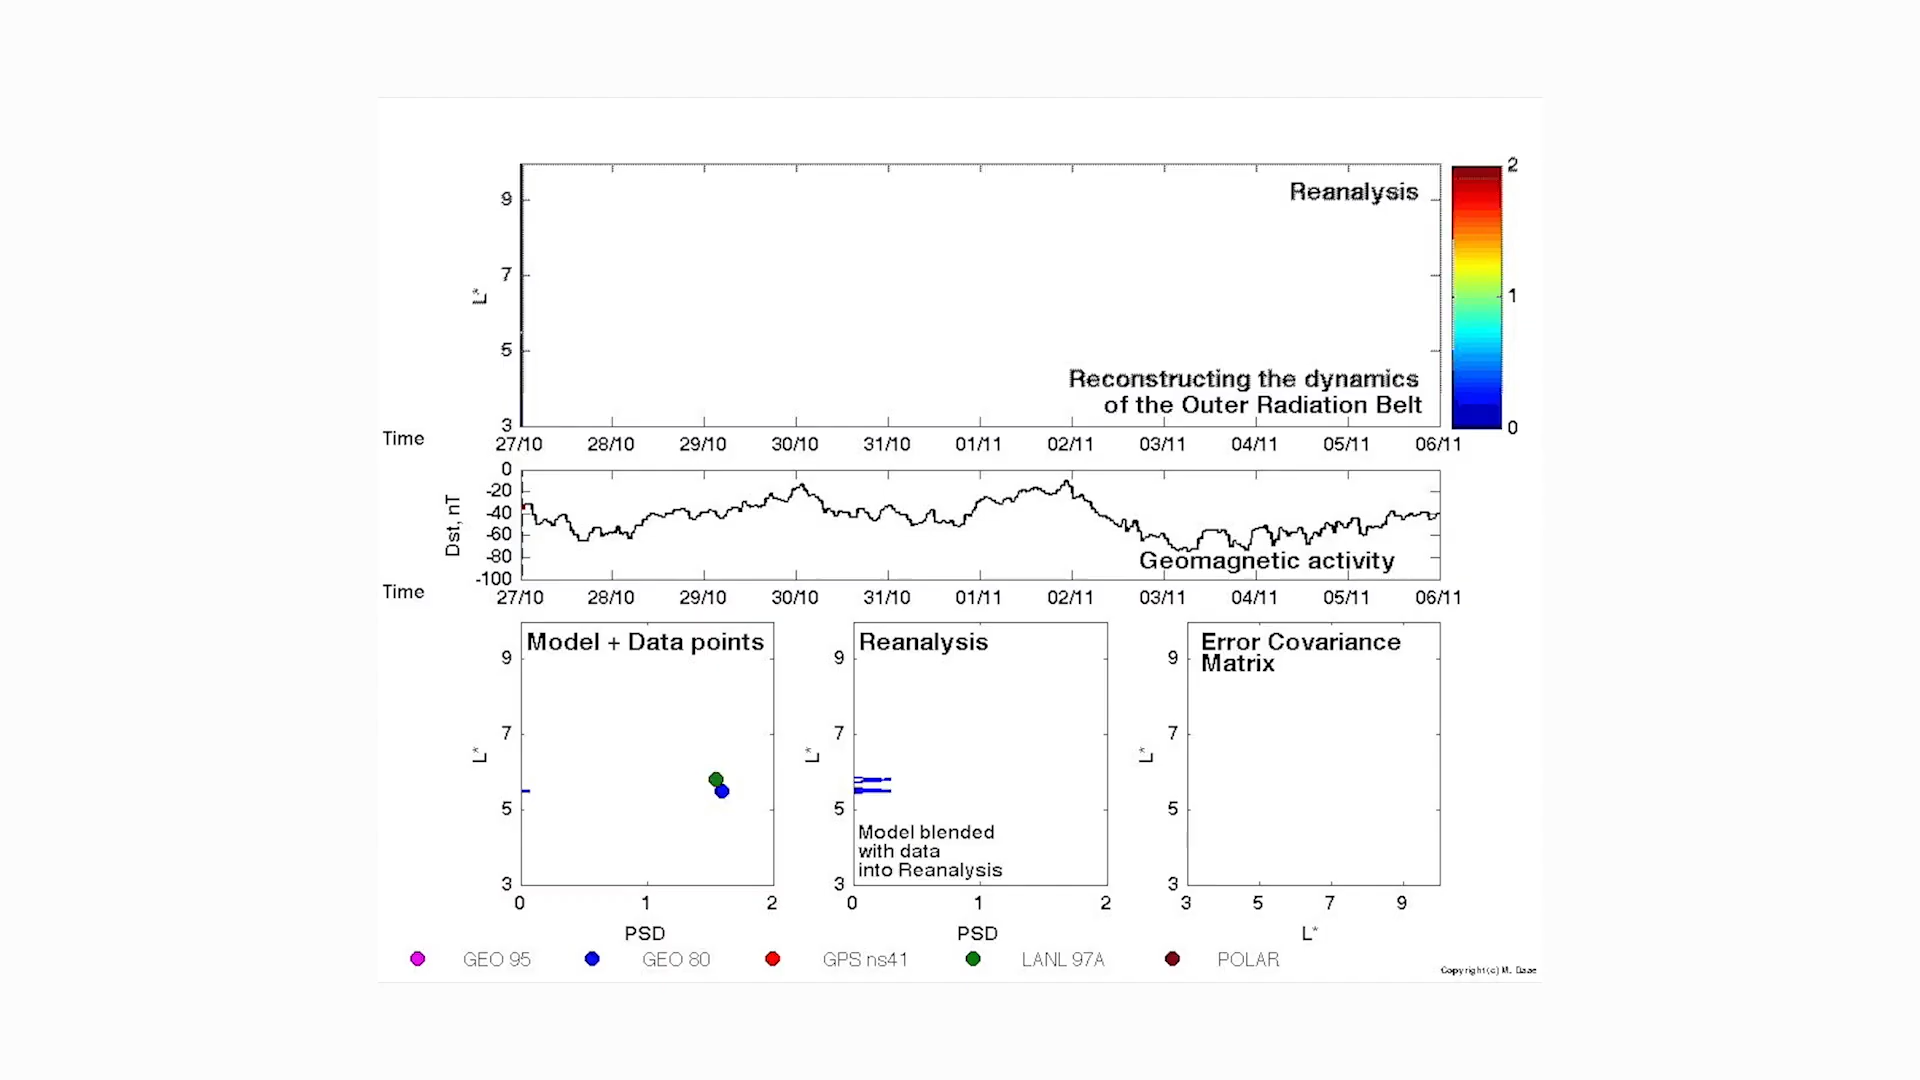 2
9
Reanalysis
7
L*
1
5
Reconstructing the dynamics
of the Outer Radiation Belt
3
0
Time
27/10 28/10 29/10 30/10 31/10 01/11 02/11 03/11 04/11 05/11 06/11
0
-20
-40
-60
-80
-100
Dst, nT
Geomagnetic activity
Time
27/10 28/10 29/10 30/10 31/10 01/11 02/11 03/11 04/11 05/11 06/11
Model + Data points
9
7
L*
5
3
0 1 2
PSD
Reanalysis
9
7
L*
5
Model blended
with data
into Reanalysis
3
0 1 2
PSD
Error Covariance
Matrix
9
7
L*
5
3
3 5 7 9
L*
GEO 95 GEO 80 GPS ns41 LANL 97A POLAR
Copyright(c) M.